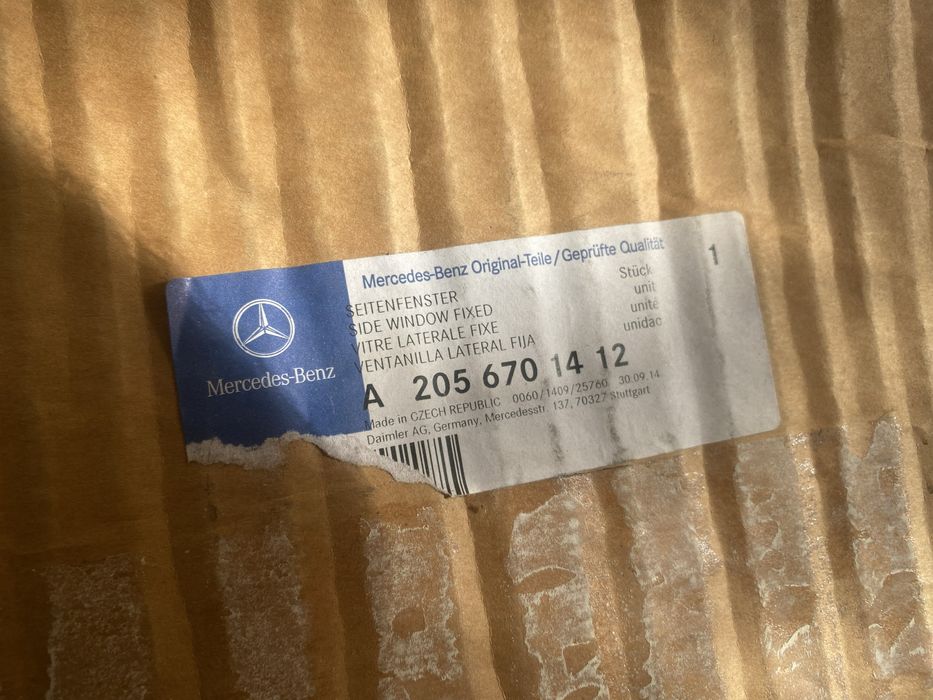 Mercedes-Benz Original-Teile/Geprüfte Qualität
SEITENFENSTER
SIDE WINDOW FIXED
VITRE LATERALE FIXE
VENTANILLA LATERAL FIJA
Stück
unit
unité
unidad
1
A 205 670 14 12
Made in CZECH REPUBLIC 0060/1409/25760 30.09.14
Daimler AG, Germany, Mercedesstr. 137, 70327 Stuttgart
Mercedes-Benz